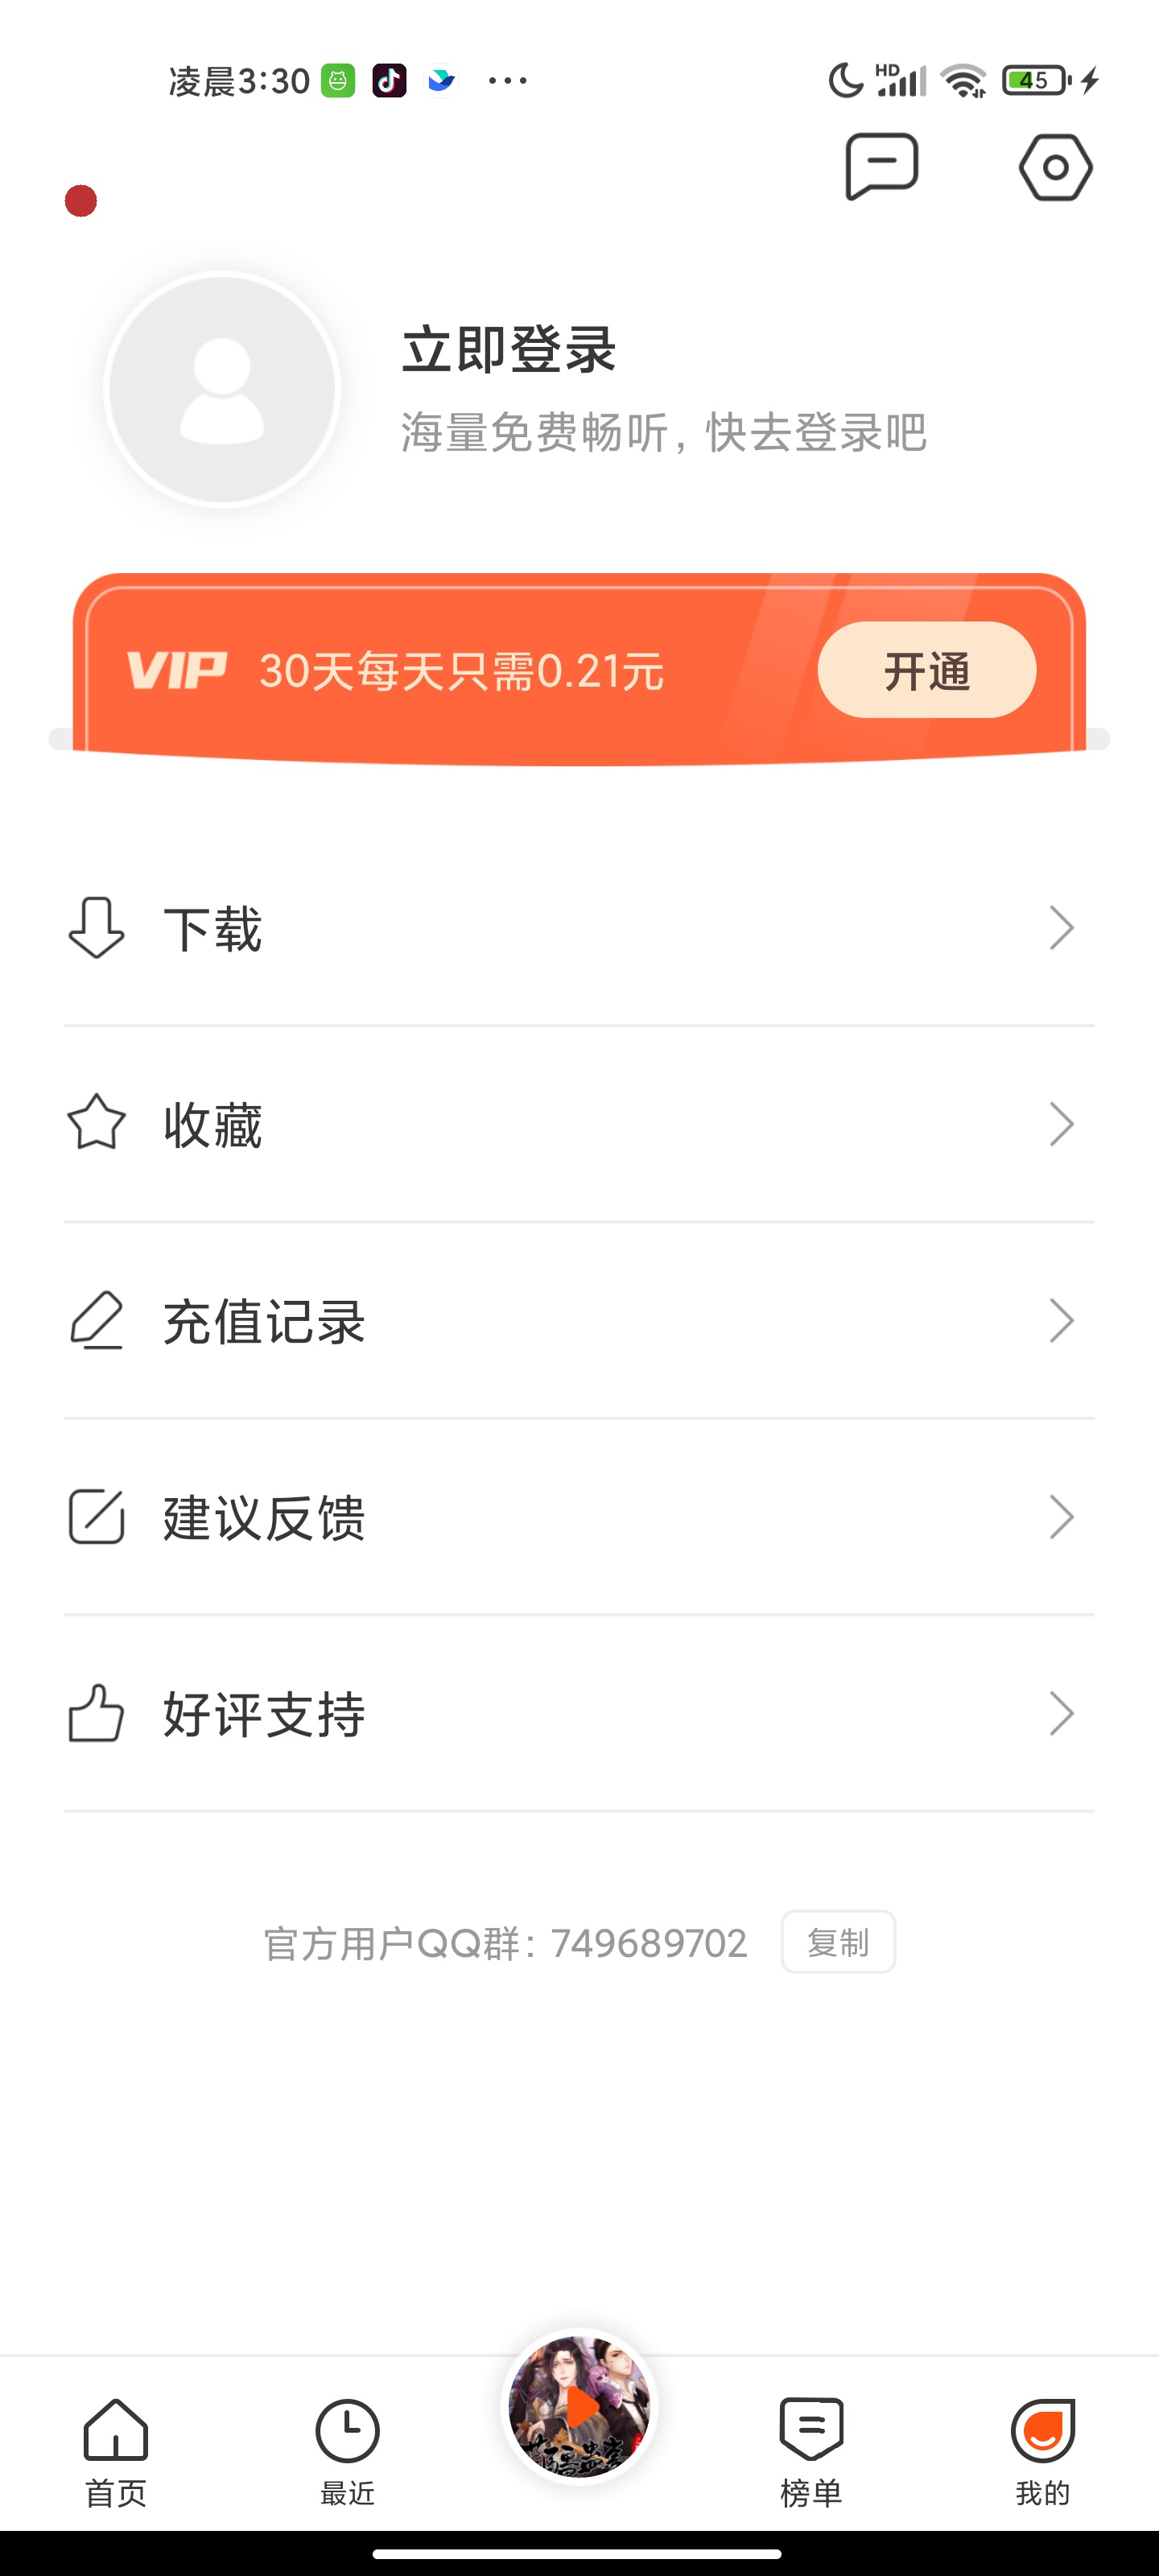 凌晨3:30
HD
45
立即登录
海量免费畅听，快去登录吧
VIP 30天每天只需0.21元 开通
下载
收藏
充值记录
建议反馈
好评支持
官方用户QQ群：749689702 复制
首页 最近 榜单 我的